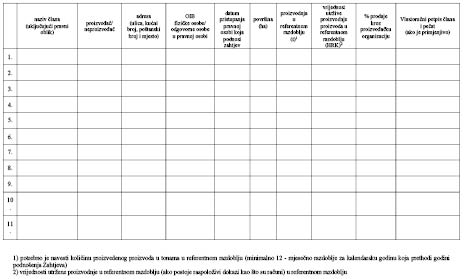 naziv člana
(uključujući pravni
oblik)
proizvođač/
neproizvođač
adresa
(ulica, kućni
broj, poštanski
broj i mjesto)
OIB
fizičke osobe/
odgovorne osobe
u pravnoj osobi
datum
pristupanja
pravnoj
osobi koja
podnosi
zahtjev
površina
(ha)
proizvodnja
u
referentnom
razdoblju
(t)1
vrijednost
utržive
proizvodnje
proizvoda u
referentnom
razdoblju
(HRK)2
% prodaje
kroz
proizvođačku
organizaciju
Vlastoručni potpis člana
i pečat
(ako je primjenjivo)
1.
2.
3.
4.
5.
6.
7.
8.
9.
10
.
11
.
1) potrebno je navesti količinu proizvedenog proizvoda u tonama u referentnom razdoblju (minimalno 12 - mjesečno razdoblje za kalendarsku godinu koja prethodi godini
podnošenja Zahtjeva)
2) vrijednosti utržene proizvodnje u referentnom razdoblju (ako postoje raspoloživi dokazi kao što su računi) u referentnom razdoblju